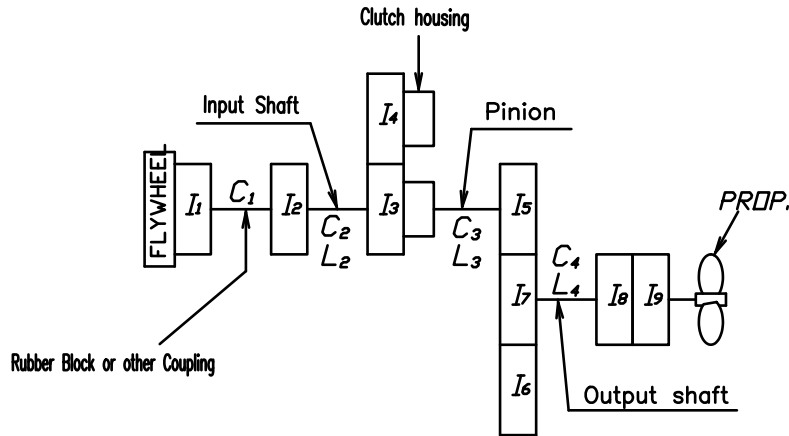 Clutch housing
Input Shaft
I4
Pinion
FLYWHEEL
I1
C1
I2
C2
L2
I3
C3
L3
I5
PROP.
C4
L4
I7
I8
I9
Rubber Block or other Coupling
I6
Output shaft